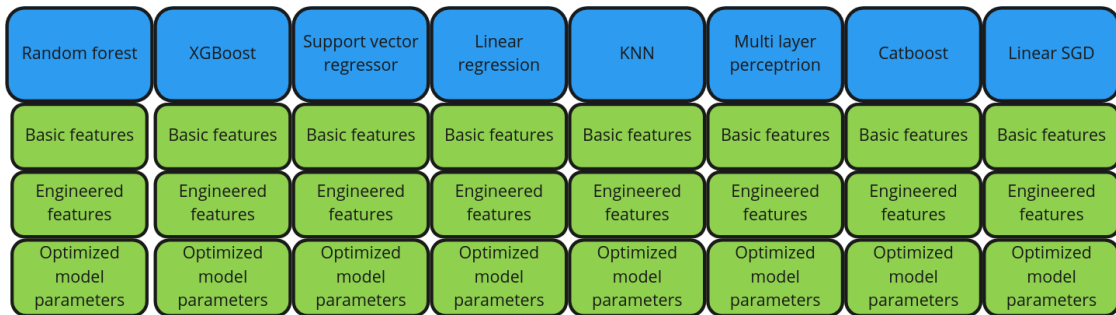 Random forest
XGBoost
Support vector
regressor
Linear
regression
KNN
Multi layer
perceptrion
Catboost
Linear SGD
Basic features
Basic features
Basic features
Basic features
Basic features
Basic features
Basic features
Basic features
Engineered
features
Engineered
features
Engineered
features
Engineered
features
Engineered
features
Engineered
features
Engineered
features
Engineered
features
Optimized
model
parameters
Optimized
model
parameters
Optimized
model
parameters
Optimized
model
parameters
Optimized
model
parameters
Optimized
model
parameters
Optimized
model
parameters
Optimized
model
parameters